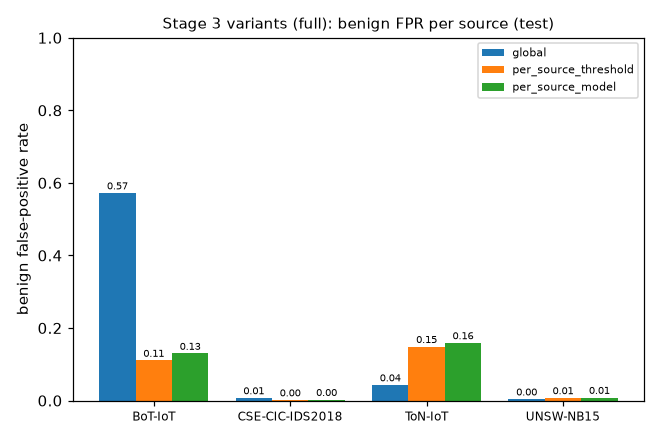 Stage 3 variants (full): benign FPR per source (test)
benign false-positive rate
1.0
0.8
0.6
0.4
0.2
0.0
global
per_source_threshold
per_source_model
0.57
0.11
0.13
0.01
0.00
0.00
0.04
0.15
0.16
0.00
0.01
0.01
BoT-IoT
CSE-CIC-IDS2018
ToN-IoT
UNSW-NB15